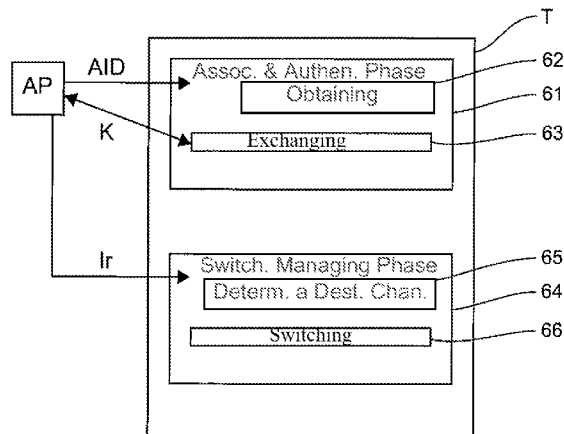 T
AP
AID
K
Ir
Assoc. & Authen. Phase
Obtaining
Exchanging
62
61
63
Switch. Managing Phase
Determ. a Dest. Chan.
Switching
65
64
66